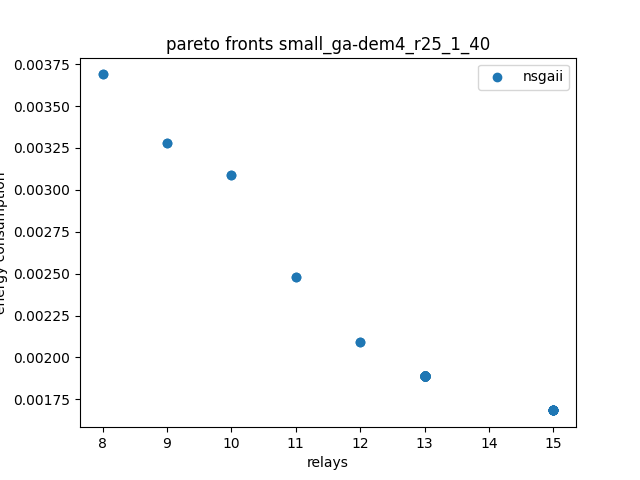 pareto fronts small_ga-dem4_r25_1_40
nsgaii
0.00375
0.00350
0.00325
0.00300
0.00275
0.00250
0.00225
0.00200
0.00175
energy consumption
8 9 10 11 12 13 14 15
relays